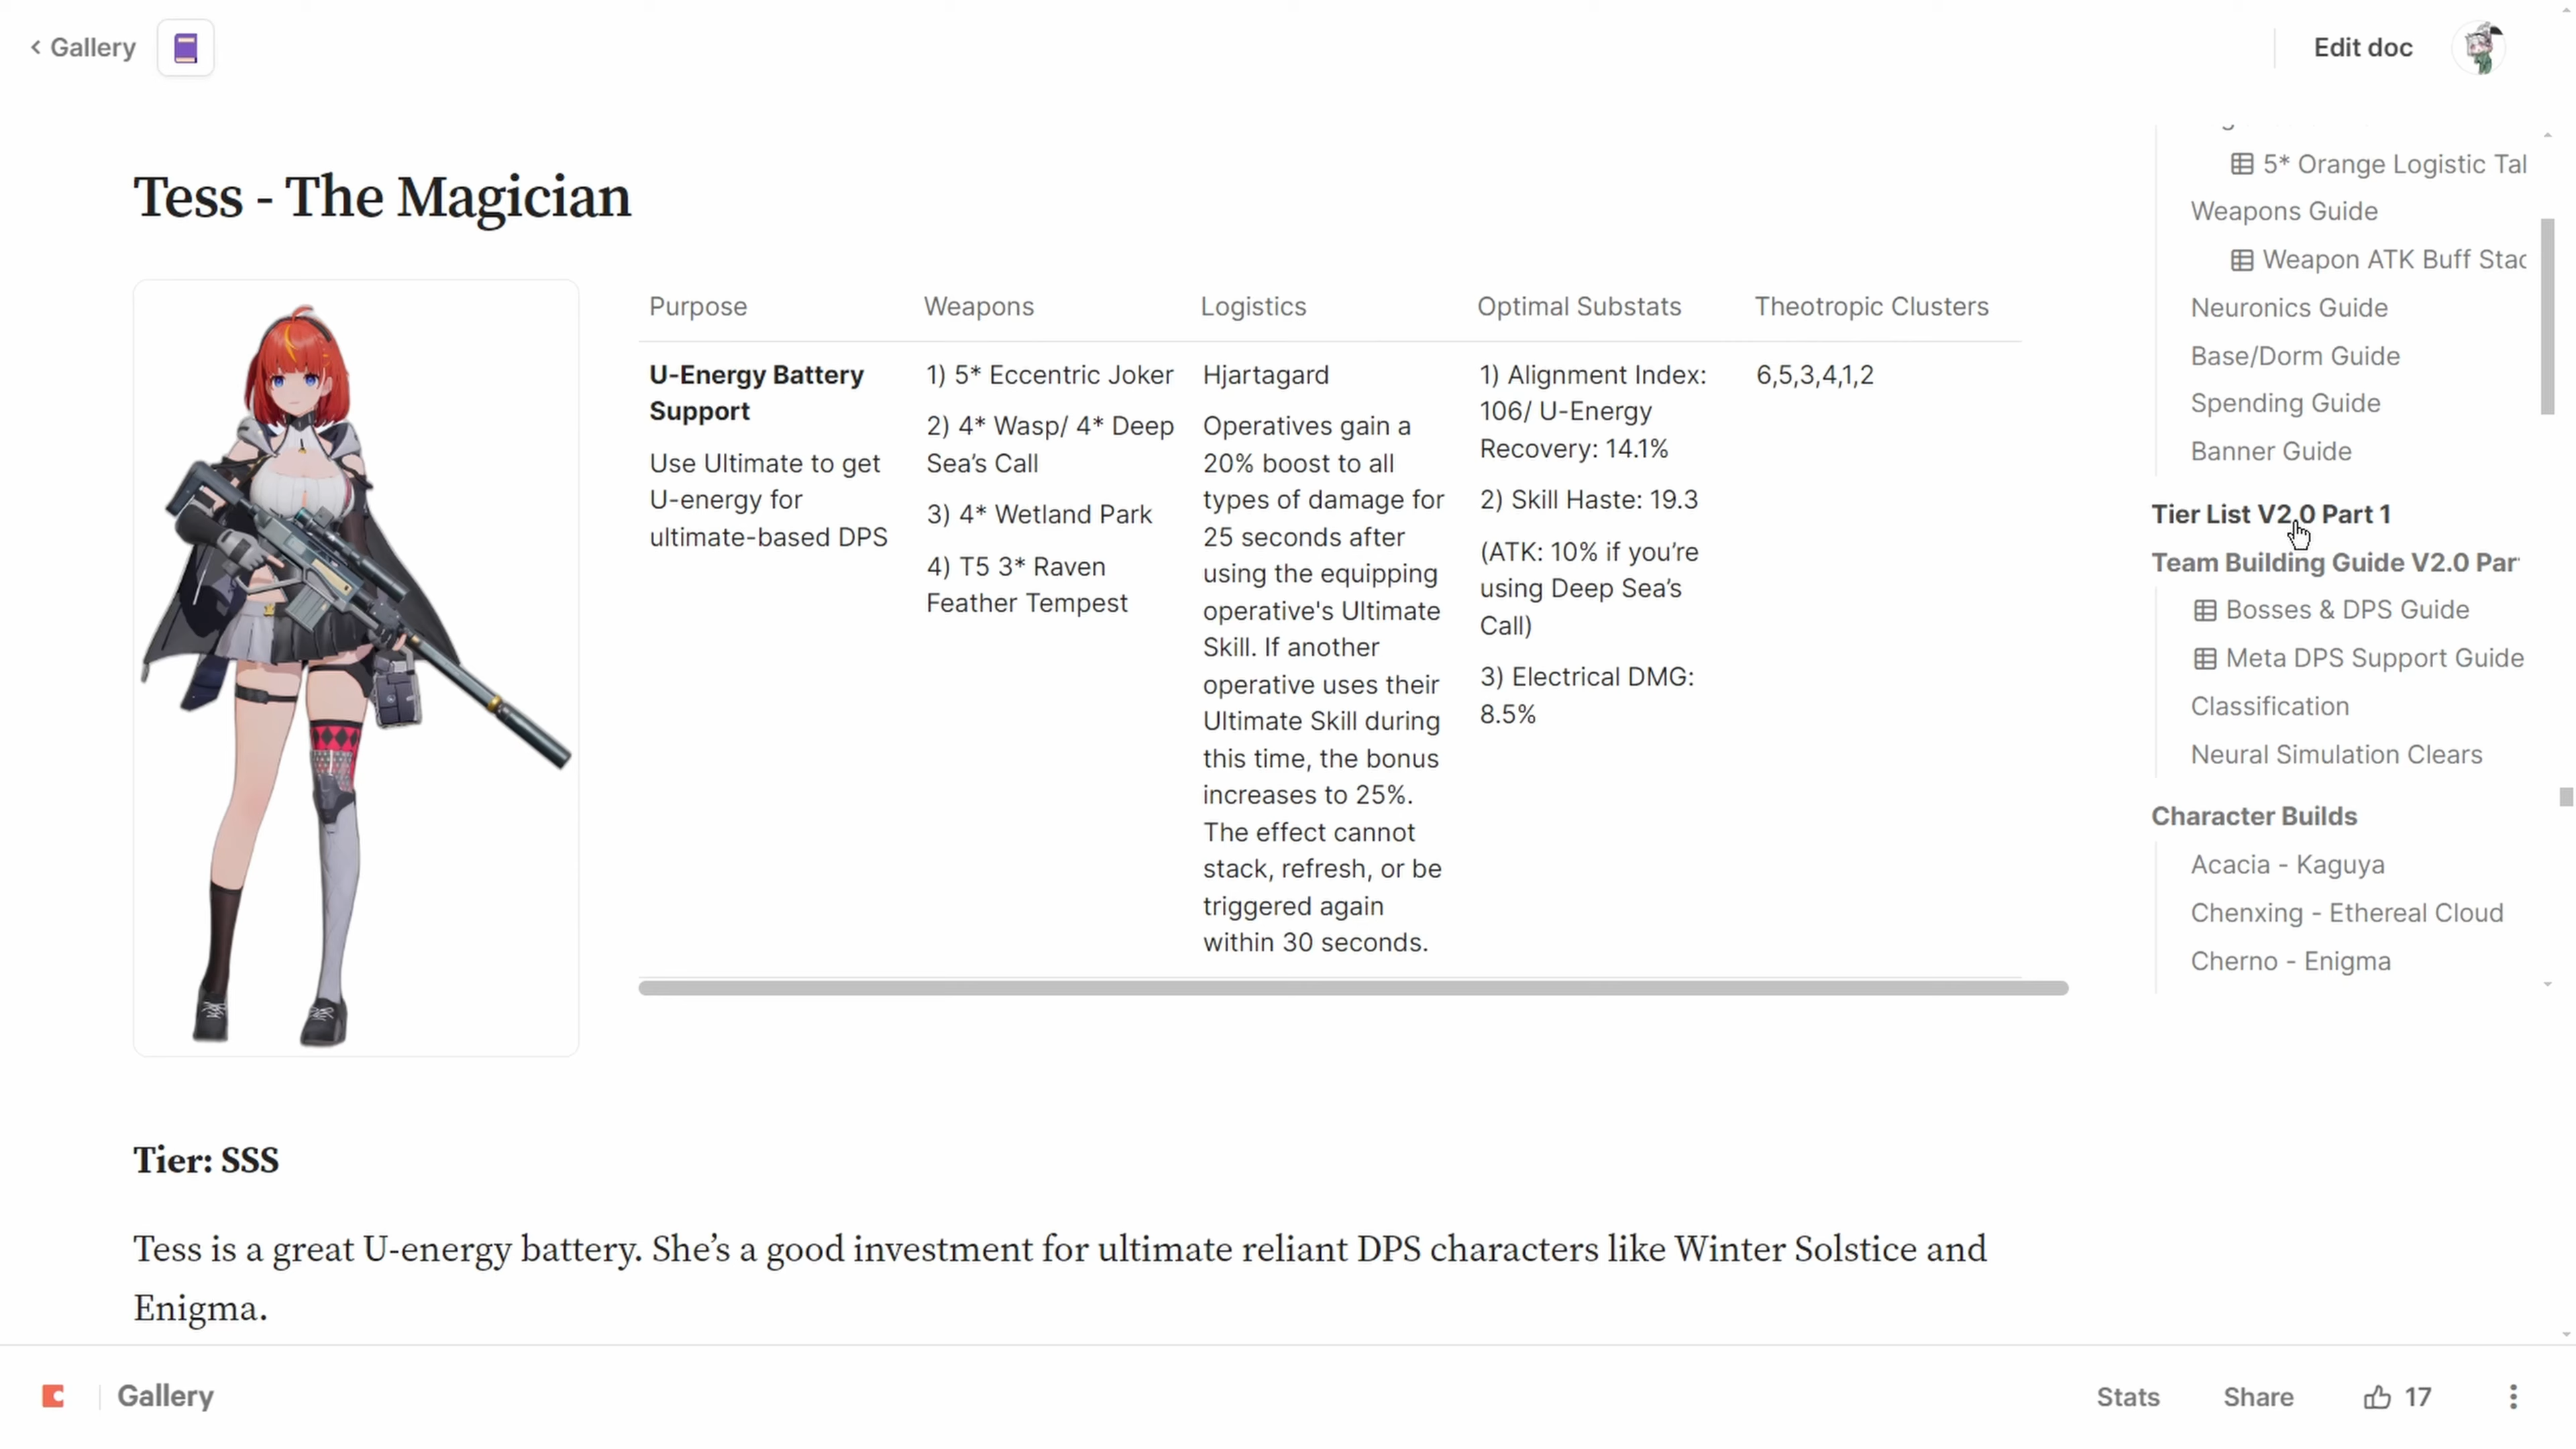 Gallery
Edit doc
Tess - The Magician
Purpose
Weapons
Logistics
Optimal Substats
Theotropic Clusters
U-Energy Battery
Support
Use Ultimate to get
U-energy for
ultimate-based DPS
1) 5* Eccentric Joker
2) 4* Wasp/ 4* Deep
Sea's Call
3) 4* Wetland Park
4) T5 3* Raven
Feather Tempest
Hjartagard
Operatives gain a
20% boost to all
types of damage for
25 seconds after
using the equipping
operative's Ultimate
Skill. If another
operative uses their
Ultimate Skill during
this time, the bonus
increases to 25%.
The effect cannot
stack, refresh, or be
triggered again
within 30 seconds.
1) Alignment Index:
106/ U-Energy
Recovery: 14.1%
2) Skill Haste: 19.3
(ATK: 10% if you're
using Deep Sea's
Call)
3) Electrical DMG:
8.5%
6,5,3,4,1,2
Tier: SSS
Tess is a great U-energy battery. She's a good investment for ultimate reliant DPS characters like Winter Solstice and
Enigma.
5* Orange Logistic Tal
Weapons Guide
Weapon ATK Buff Stac
Neuronics Guide
Base/Dorm Guide
Spending Guide
Banner Guide
Tier List V2.0 Part 1
Team Building Guide V2.0 Par
Bosses & DPS Guide
Meta DPS Support Guide
Classification
Neural Simulation Clears
Character Builds
Acacia - Kaguya
Chenxing - Ethereal Cloud
Cherno - Enigma
Gallery
Stats
Share
17